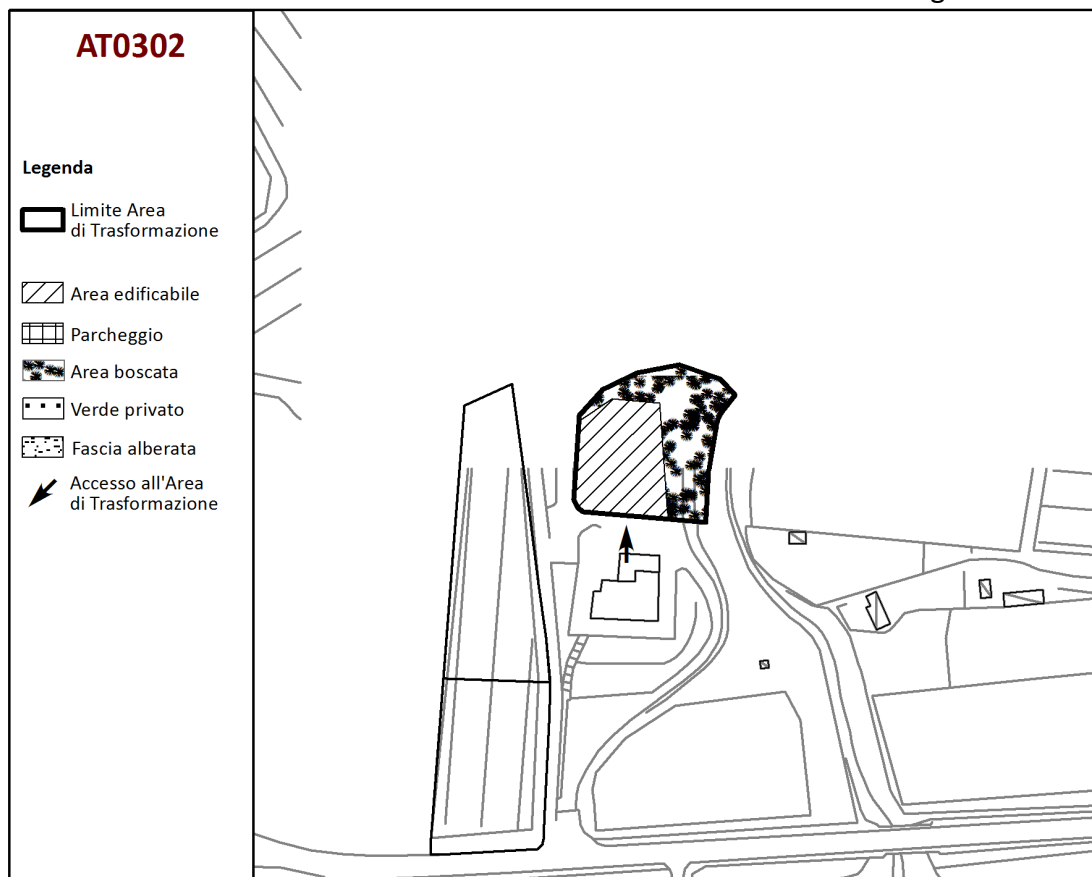 AT0302
Legenda
Limite Area
di Trasformazione
Area edificabile
Parcheggio
Area boscata
Verde privato
Fascia alberata
Accesso all'Area
di Trasformazione